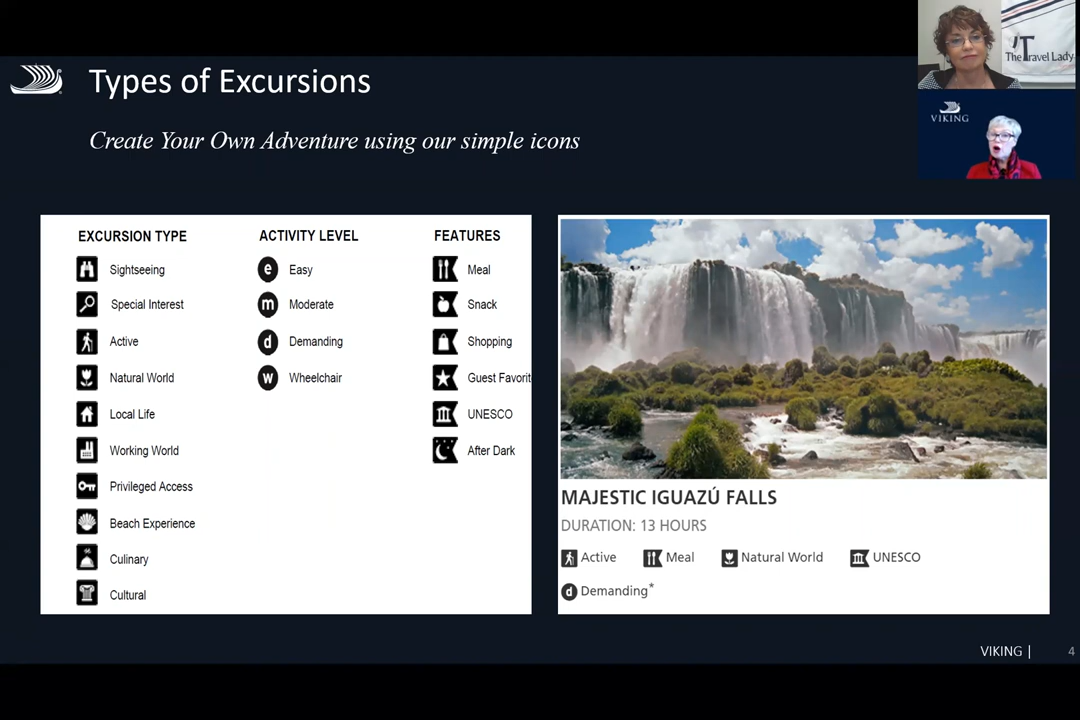 Types of Excursions
Create Your Own Adventure using our simple icons
'T
The Travel Lady
VIKING
EXCURSION TYPE
Sightseeing
Special Interest
Active
Natural World
Local Life
Working World
Privileged Access
Beach Experience
Culinary
Cultural
ACTIVITY LEVEL
e Easy
m Moderate
d Demanding
w Wheelchair
FEATURES
Meal
Snack
Shopping
Guest Favorit
UNESCO
After Dark
MAJESTIC IGUAZÚ FALLS
DURATION: 13 HOURS
Active Meal Natural World UNESCO
d Demanding*
VIKING | 4